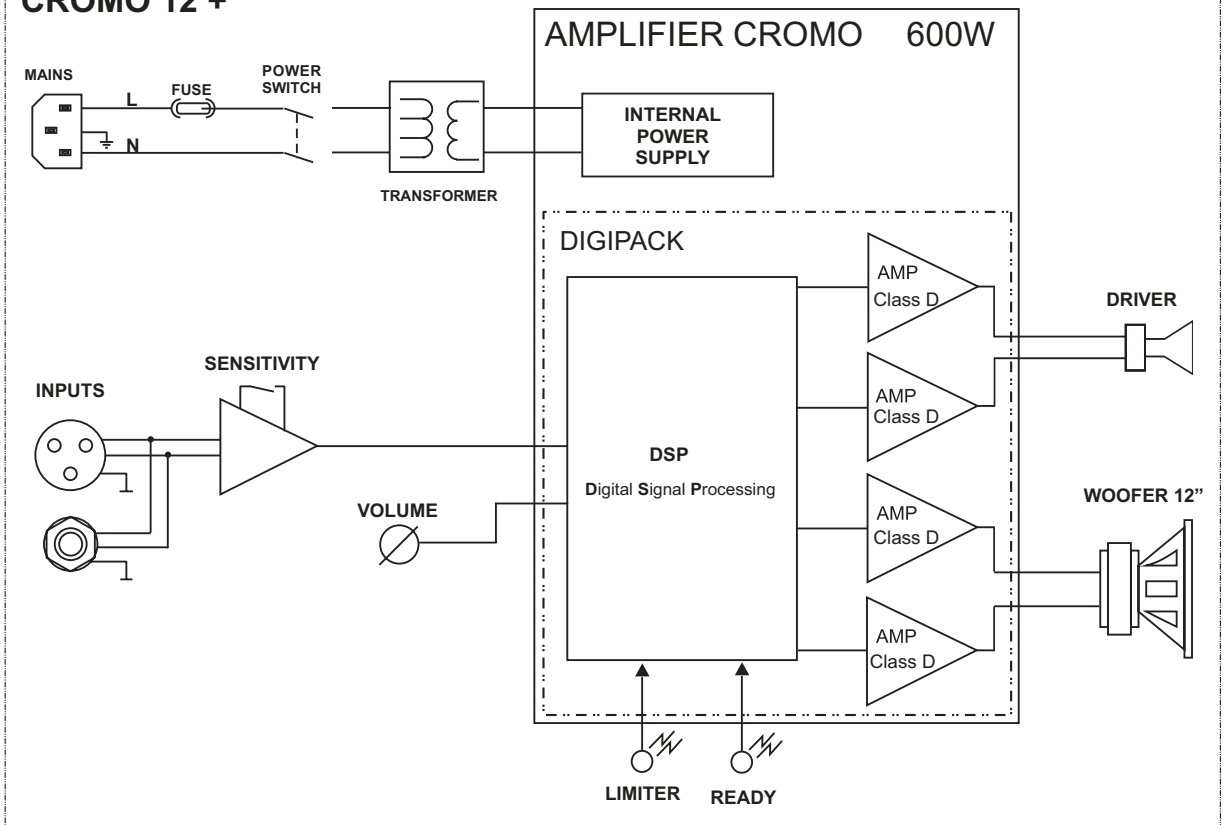 CROMO 12 +
AMPLIFIER CROMO 600W
MAINS
L
FUSE
POWER
SWITCH
N
TRANSFORMER
INTERNAL
POWER
SUPPLY
DIGIPACK
AMP
Class D
DRIVER
SENSITIVITY
INPUTS
AMP
Class D
DSP
Digital Signal Processing
VOLUME
AMP
Class D
WOOFER 12”
AMP
Class D
LIMITER
READY